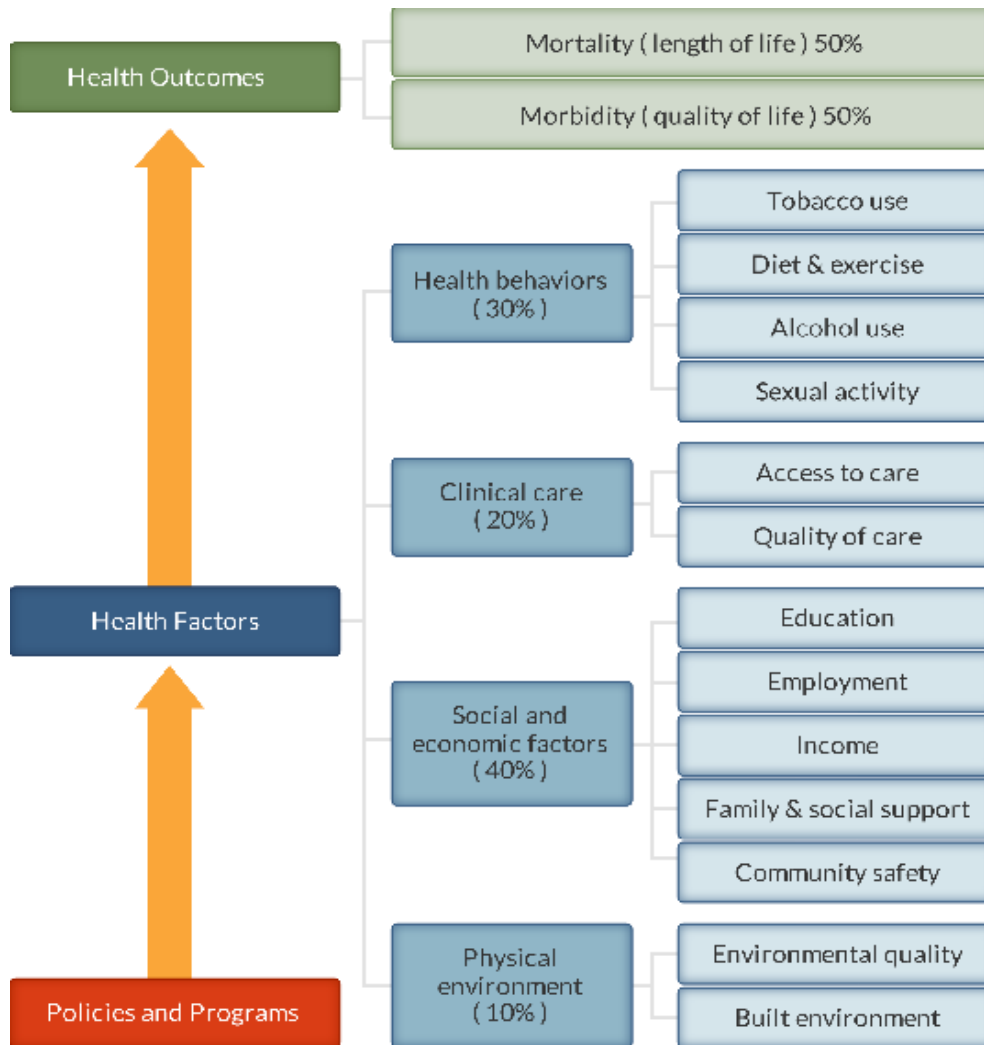 Health Outcomes
Mortality ( length of life ) 50%
Morbidity ( quality of life ) 50%
Health Factors
Health behaviors
( 30% )
Tobacco use
Diet & exercise
Alcohol use
Sexual activity
Clinical care
( 20% )
Access to care
Quality of care
Social and
economic factors
( 40% )
Education
Employment
Income
Family & social support
Community safety
Physical
environment
( 10% )
Environmental quality
Built environment
Policies and Programs